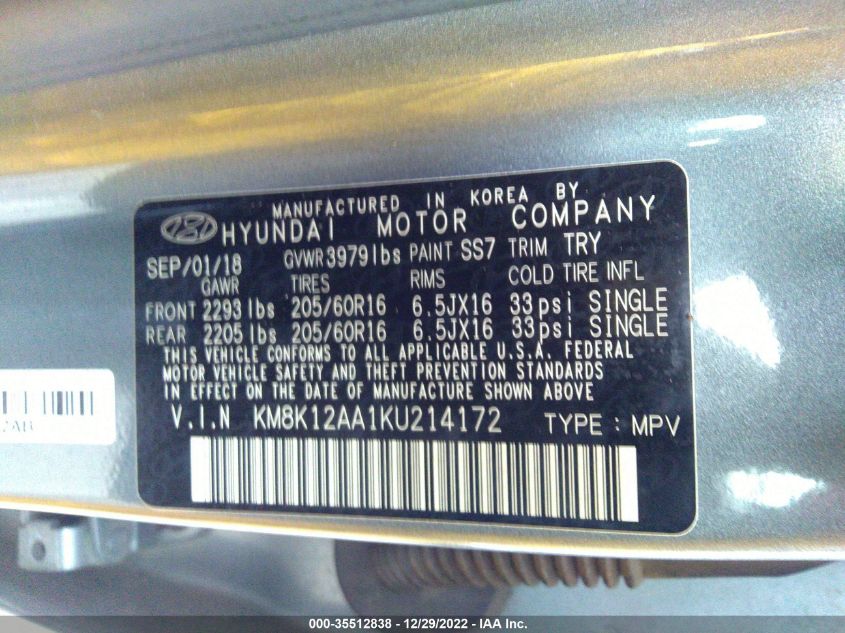 MANUFACTURED IN KOREA BY
HYUNDAI MOTOR COMPANY
SEP/01/18 GVWR 3979 lbs PAINT SS7 TRIM TRY
GAWR TIRES RIMS COLD TIRE INFL
FRONT 2293 lbs 205/60R16 6.5JX16 33psi SINGLE
REAR 2205 lbs 205/60R16 6.5JX16 33psi SINGLE
THIS VEHICLE CONFORMS TO ALL APPLICABLE U.S.A. FEDERAL
MOTOR VEHICLE SAFETY AND THEFT PREVENTION STANDARDS
IN EFFECT ON THE DATE OF MANUFACTURE SHOWN ABOVE
V.I.N KM8K12AA1KU214172 TYPE : MPV
000-35512838 - 12/29/2022 - IAA Inc.